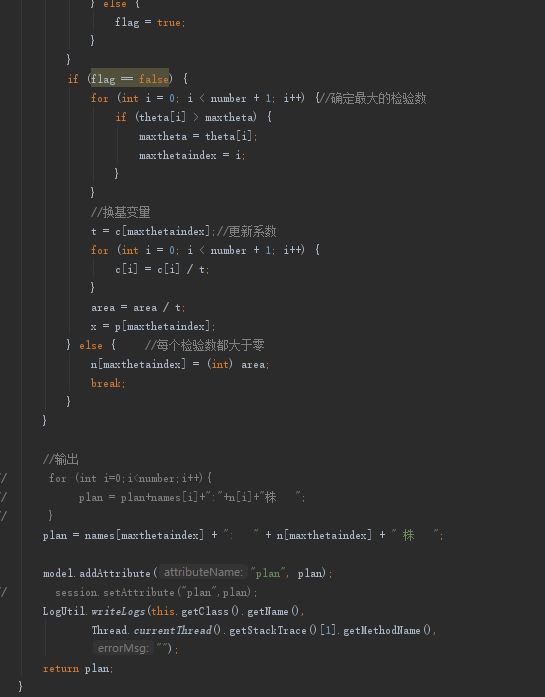 } else {
flag = true;
}
}
if (flag == false) {
for (int i = 0; i < number + 1; i++) {//确定最大的检验数
if (theta[i] > maxtheta) {
maxtheta = theta[i];
maxthetaindex = i;
}
}
//换基变量
t = c[maxthetaindex];//更新系数
for (int i = 0; i < number + 1; i++) {
c[i] = c[i] / t;
}
area = area / t;
x = p[maxthetaindex];
} else {    //每个检验数都大于零
n[maxthetaindex] = (int) area;
break;
}
}
//输出
//      for (int i=0;i<number;i++){
//          plan = plan+names[i]+":"+n[i]+"株   ";
//      }
plan = names[maxthetaindex] + ":   " + n[maxthetaindex] + " 株   ";
model.addAttribute( attributeName: "plan", plan);
//      session.setAttribute("plan",plan);
LogUtil.writeLogs(this.getClass().getName(),
Thread.currentThread().getStackTrace()[1].getMethodName(),
errorMsg: "");
return plan;
}